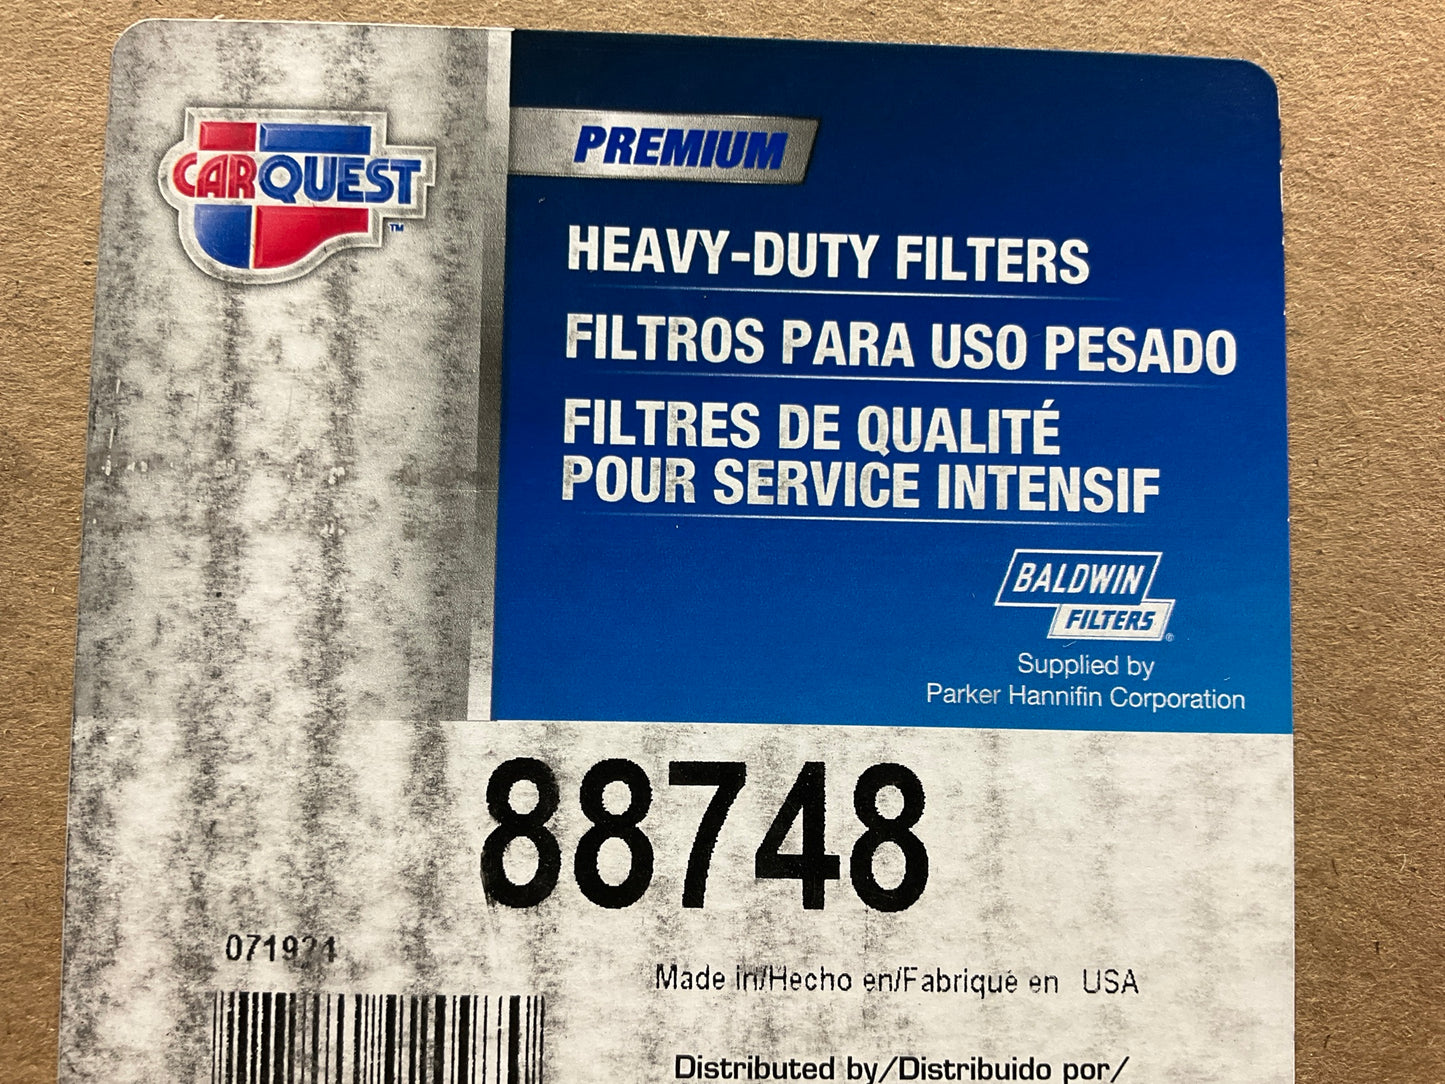 CARQUEST™
PREMIUM
HEAVY-DUTY FILTERS
FILTROS PARA USO PESADO
FILTRES DE QUALITÉ
POUR SERVICE INTENSIF
BALDWIN
FILTERS®
Supplied by
Parker Hannifin Corporation
88748
Made in/Hecho en/Fabriqué en USA
Distributed by/Distribuido por/